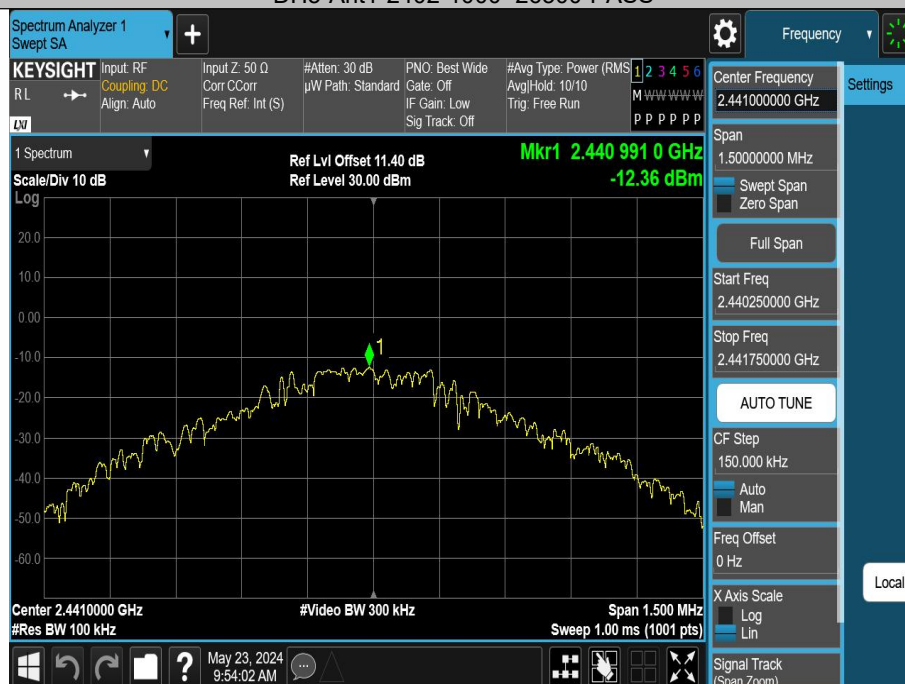 Spectrum Analyzer 1
Swept SA
+
Frequency
KEYSIGHT
RL
LXI
Input: RF
Coupling: DC
Align: Auto
Input Z: 50 Ω
Corr CCorr
Freq Ref: Int (S)
#Atten: 30 dB
µW Path: Standard
PNO: Best Wide
Gate: Off
IF Gain: Low
Sig Track: Off
#Avg Type: Power (RMS
Avg|Hold: 10/10
Trig: Free Run
1 2 3 4 5 6
M W W W W W
P P P P P P
1 Spectrum
Scale/Div 10 dB
Log
Ref Lvl Offset 11.40 dB
Ref Level 30.00 dBm
Mkr1 2.440 991 0 GHz
-12.36 dBm
20.0
10.0
0.00
-10.0
-20.0
-30.0
-40.0
-50.0
-60.0
1
Center 2.4410000 GHz
#Res BW 100 kHz
#Video BW 300 kHz
Span 1.500 MHz
Sweep 1.00 ms (1001 pts)
Center Frequency
2.441000000 GHz
Settings
Span
1.50000000 MHz
Swept Span
Zero Span
Full Span
Start Freq
2.440250000 GHz
Stop Freq
2.441750000 GHz
AUTO TUNE
CF Step
150.000 kHz
Auto
Man
Freq Offset
0 Hz
X Axis Scale
Log
Lin
Local
Signal Track
(Span Zoom)
?
May 23, 2024
9:54:02 AM